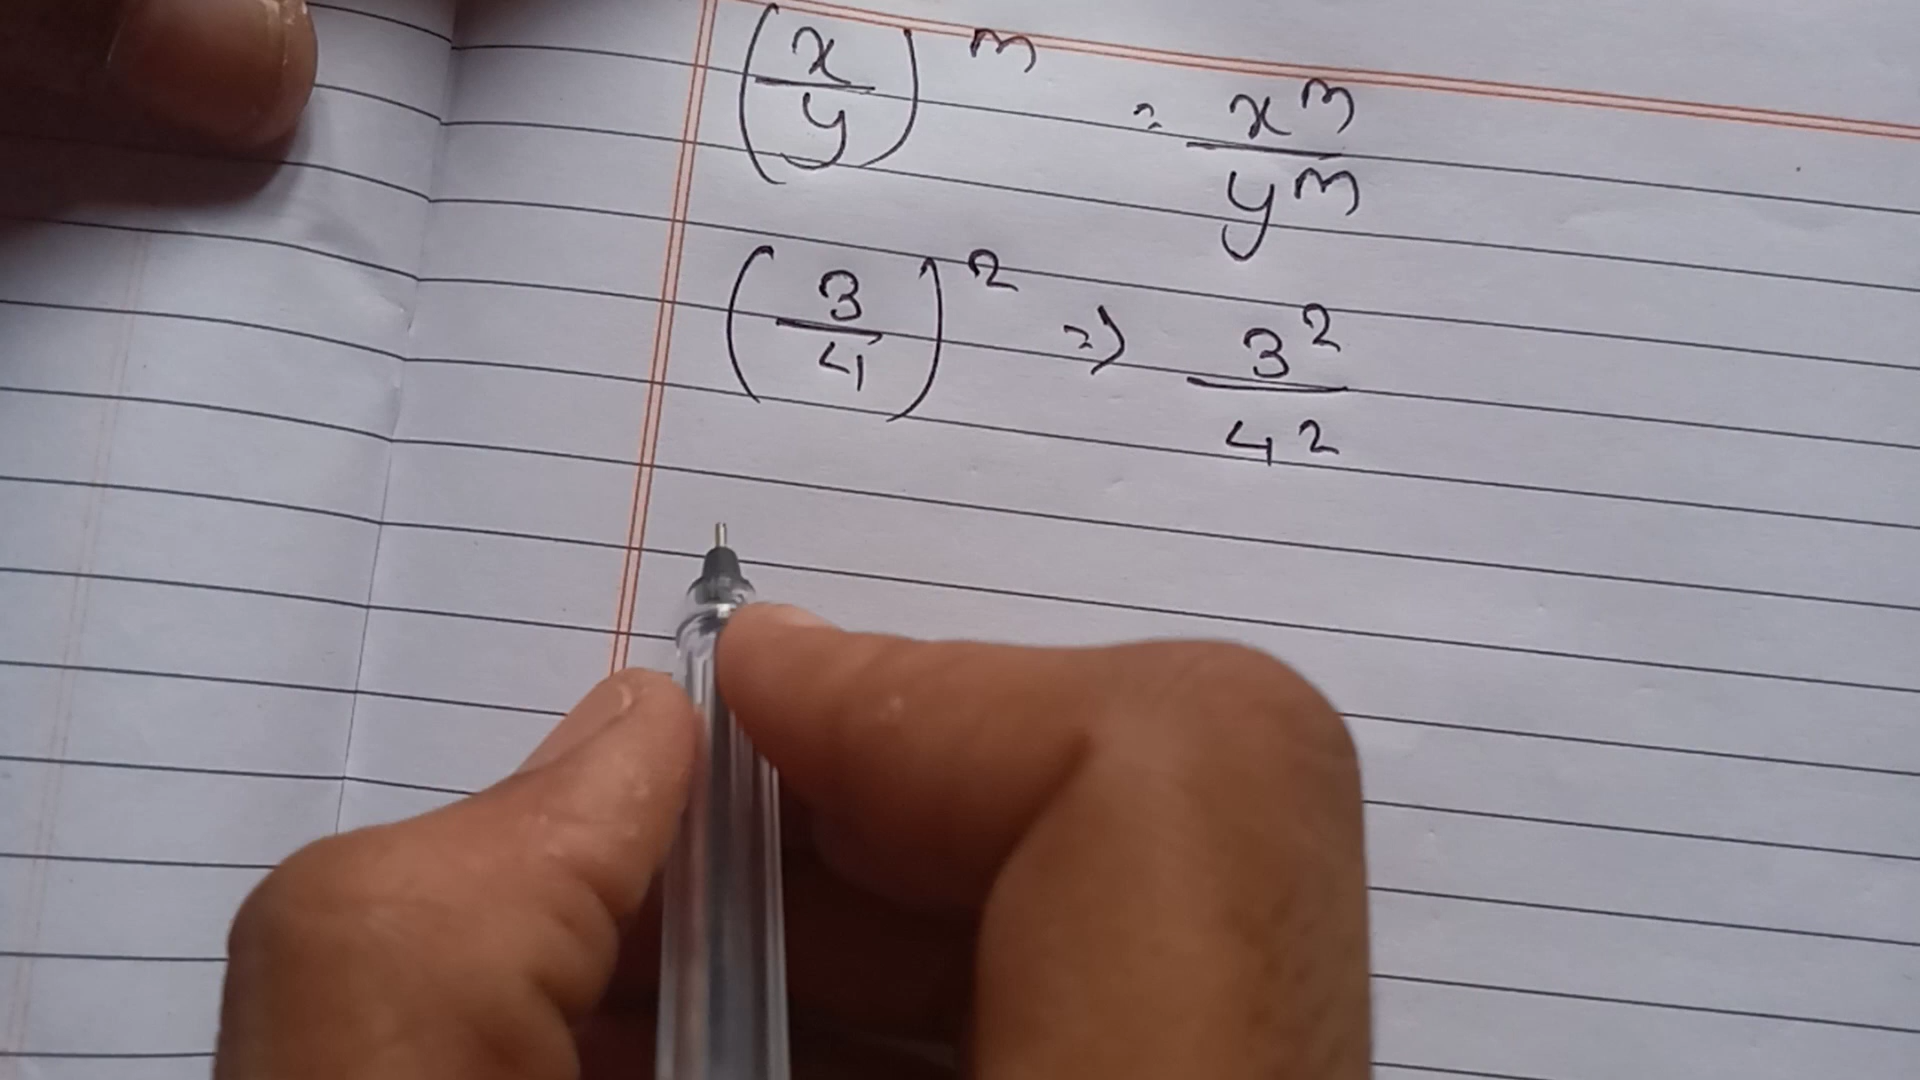 (x/y)^m = x^m/y^m
(3/4)^2 => 3^2/4^2